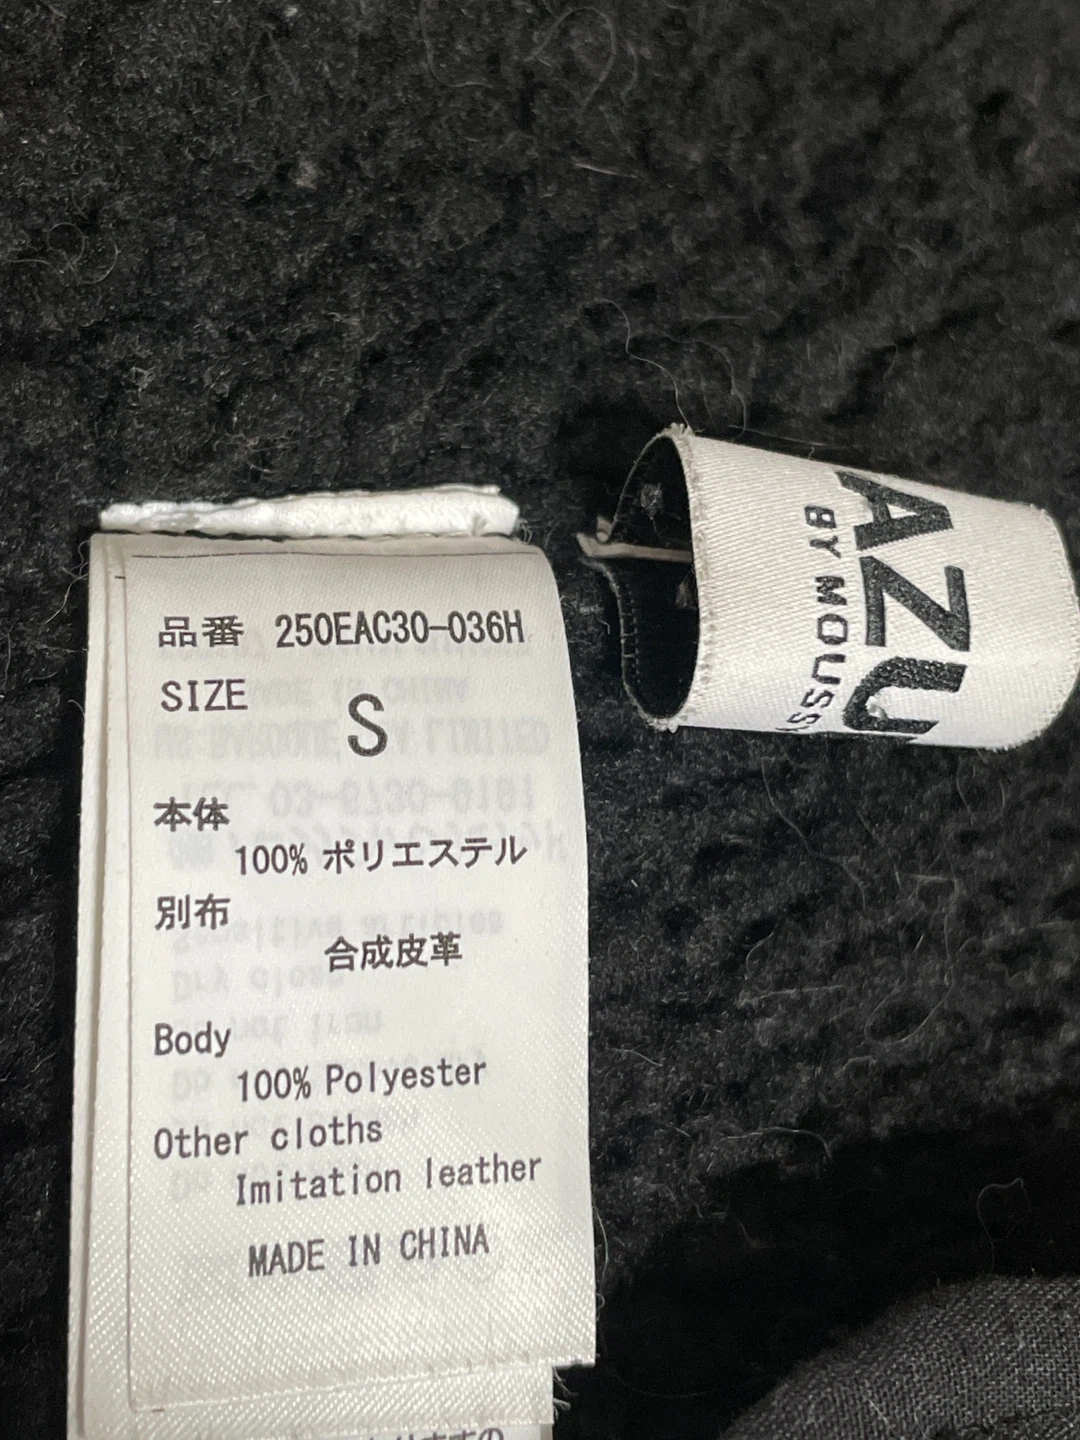 品番 250EAC30-036H
SIZE
S
本体
100% ポリエステル
別布
合成皮革
Body
100% Polyester
Other cloths
Imitation leather
MADE IN CHINA
AZU
BY MOUSSY